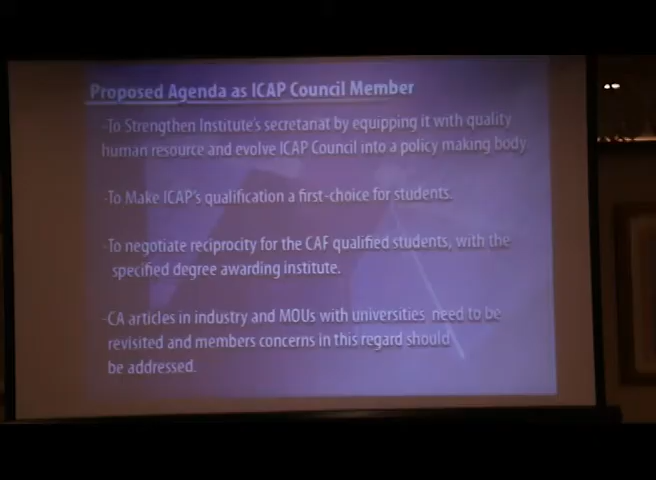 Proposed Agenda as ICAP Council Member
-To Strengthen Institute's secretariat by equipping it with quality
human resource and evolve ICAP Council into a policy making body
-To Make ICAP's qualification a first-choice for students.
-To negotiate reciprocity for the CAF qualified students, with the
specified degree awarding institute.
-CA articles in industry and MOUs with universities need to be
revisited and members concerns in this regard should
be addressed.